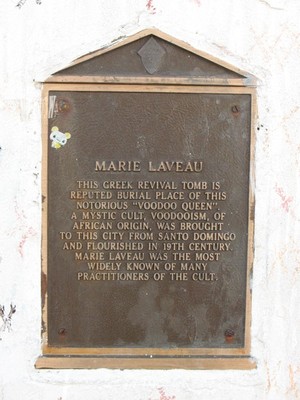 MARIE LAVEAU
THIS GREEK REVIVAL TOMB IS
REPUTED BURIAL PLACE OF THIS
NOTORIOUS "VOODOO QUEEN".
A MYSTIC CULT, VOODOOISM, OF
AFRICAN ORIGIN, WAS BROUGHT
TO THIS CITY FROM SANTO DOMINGO
AND FLOURISHED IN 19TH CENTURY.
MARIE LAVEAU WAS THE MOST
WIDELY KNOWN OF MANY
PRACTITIONERS OF THE CULT.